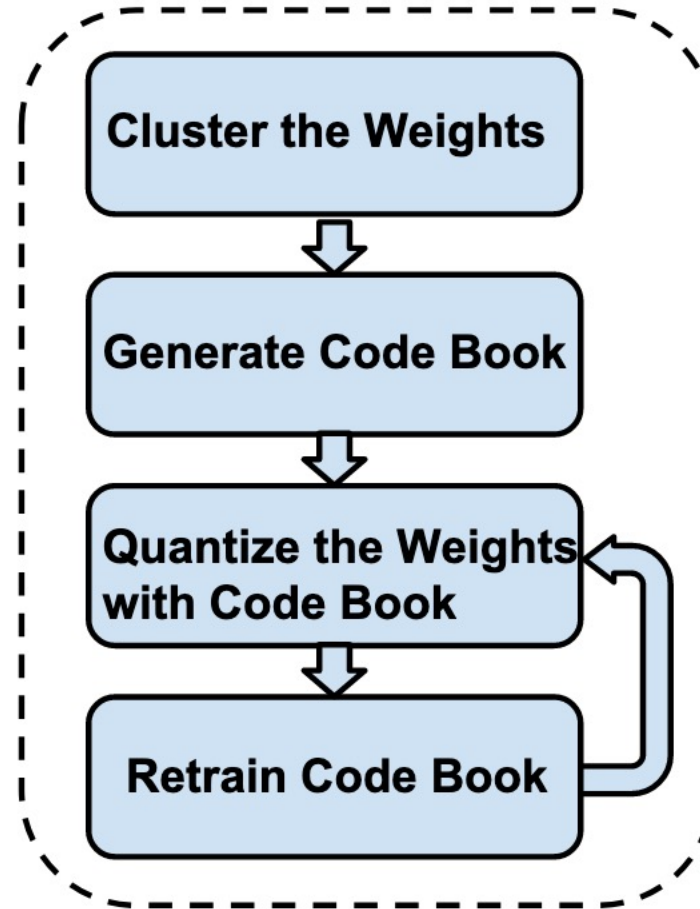 Cluster the Weights
Generate Code Book
Quantize the Weights
with Code Book
Retrain Code Book